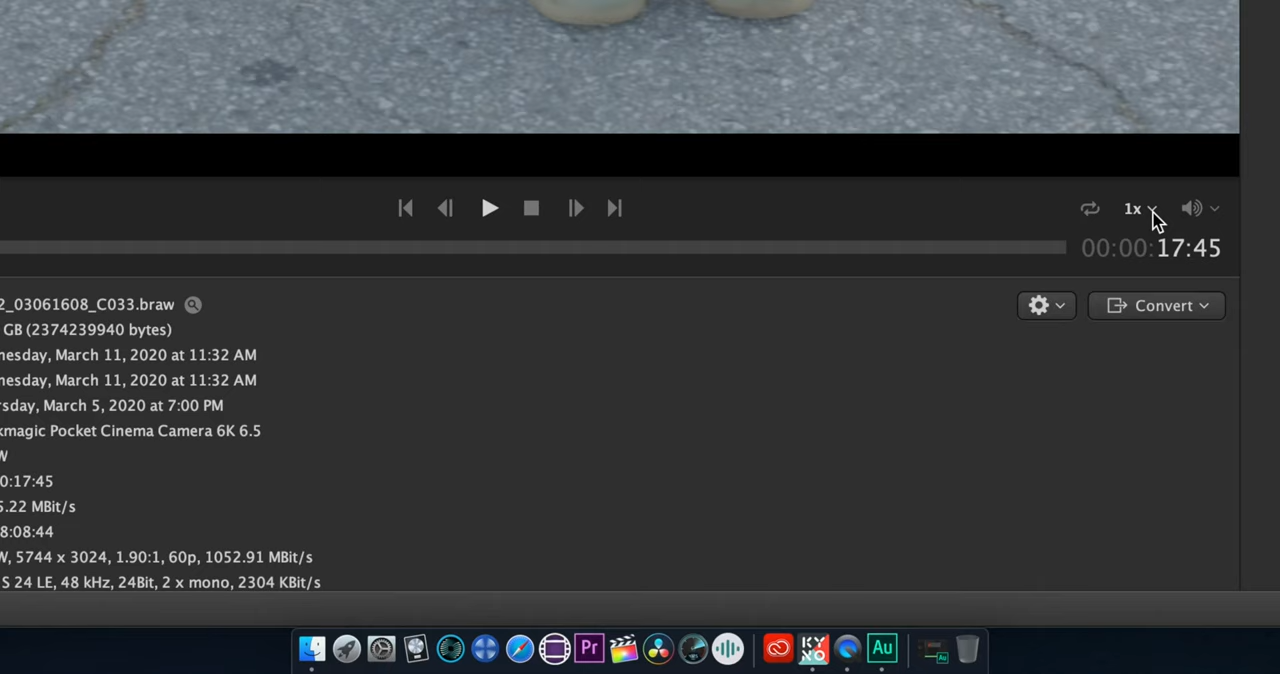 1x
00:00:17:45
2_03061608_C033.braw
Convert
GB (2374239940 bytes)
nesday, March 11, 2020 at 11:32 AM
nesday, March 11, 2020 at 11:32 AM
rsday, March 5, 2020 at 7:00 PM
kmagic Pocket Cinema Camera 6K 6.5
W
0:17:45
5.22 MBit/s
8:08:44
W, 5744 x 3024, 1.90:1, 60p, 1052.91 MBit/s
S 24 LE, 48 kHz, 24Bit, 2 x mono, 2304 KBit/s
Pr
KY
NO
Au
Au